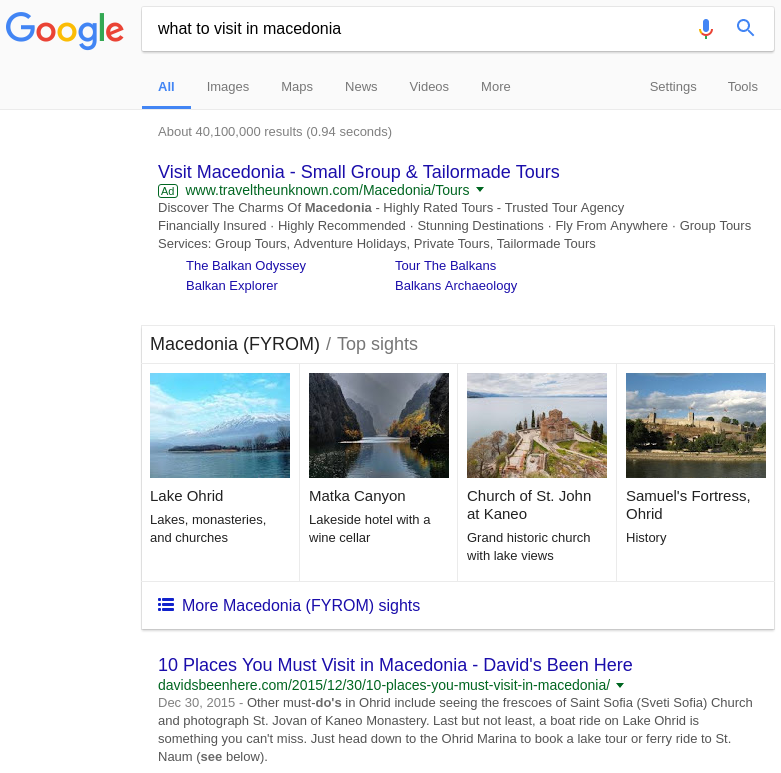 Google
what to visit in macedonia
All Images Maps News Videos More Settings Tools
About 40,100,000 results (0.94 seconds)
Visit Macedonia - Small Group & Tailormade Tours
Ad www.traveltheunknown.com/Macedonia/Tours
Discover The Charms Of Macedonia - Highly Rated Tours - Trusted Tour Agency
Financially Insured · Highly Recommended · Stunning Destinations · Fly From Anywhere · Group Tours
Services: Group Tours, Adventure Holidays, Private Tours, Tailormade Tours
The Balkan Odyssey
Tour The Balkans
Balkan Explorer
Balkans Archaeology
Macedonia (FYROM) / Top sights
Lake Ohrid
Lakes, monasteries,
and churches
Matka Canyon
Lakeside hotel with a
wine cellar
Church of St. John
at Kaneo
Grand historic church
with lake views
Samuel's Fortress,
Ohrid
History
More Macedonia (FYROM) sights
10 Places You Must Visit in Macedonia - David's Been Here
davidsbeenhere.com/2015/12/30/10-places-you-must-visit-in-macedonia/
Dec 30, 2015 - Other must-do's in Ohrid include seeing the frescoes of Saint Sofia (Sveti Sofia) Church
and photograph St. Jovan of Kaneo Monastery. Last but not least, a boat ride on Lake Ohrid is
something you can't miss. Just head down to the Ohrid Marina to book a lake tour or ferry ride to St.
Naum (see below).